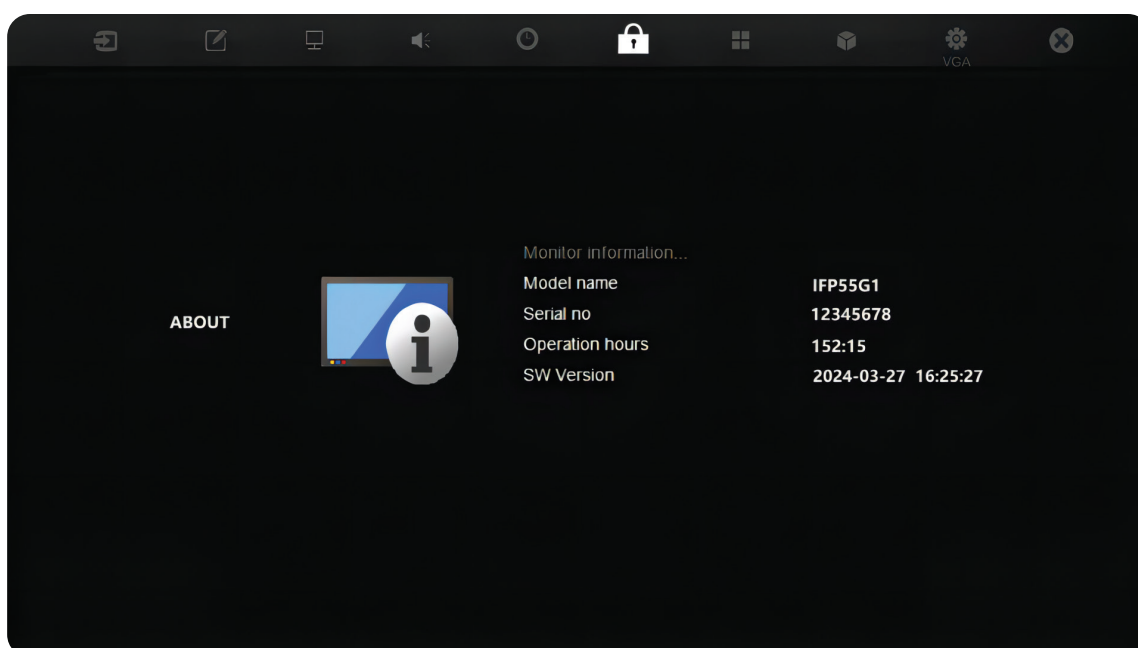 VGA
Monitor information...
Model name IFP55G1
Serial no 12345678
ABOUT
Operation hours 152:15
SW Version 2024-03-27 16:25:27